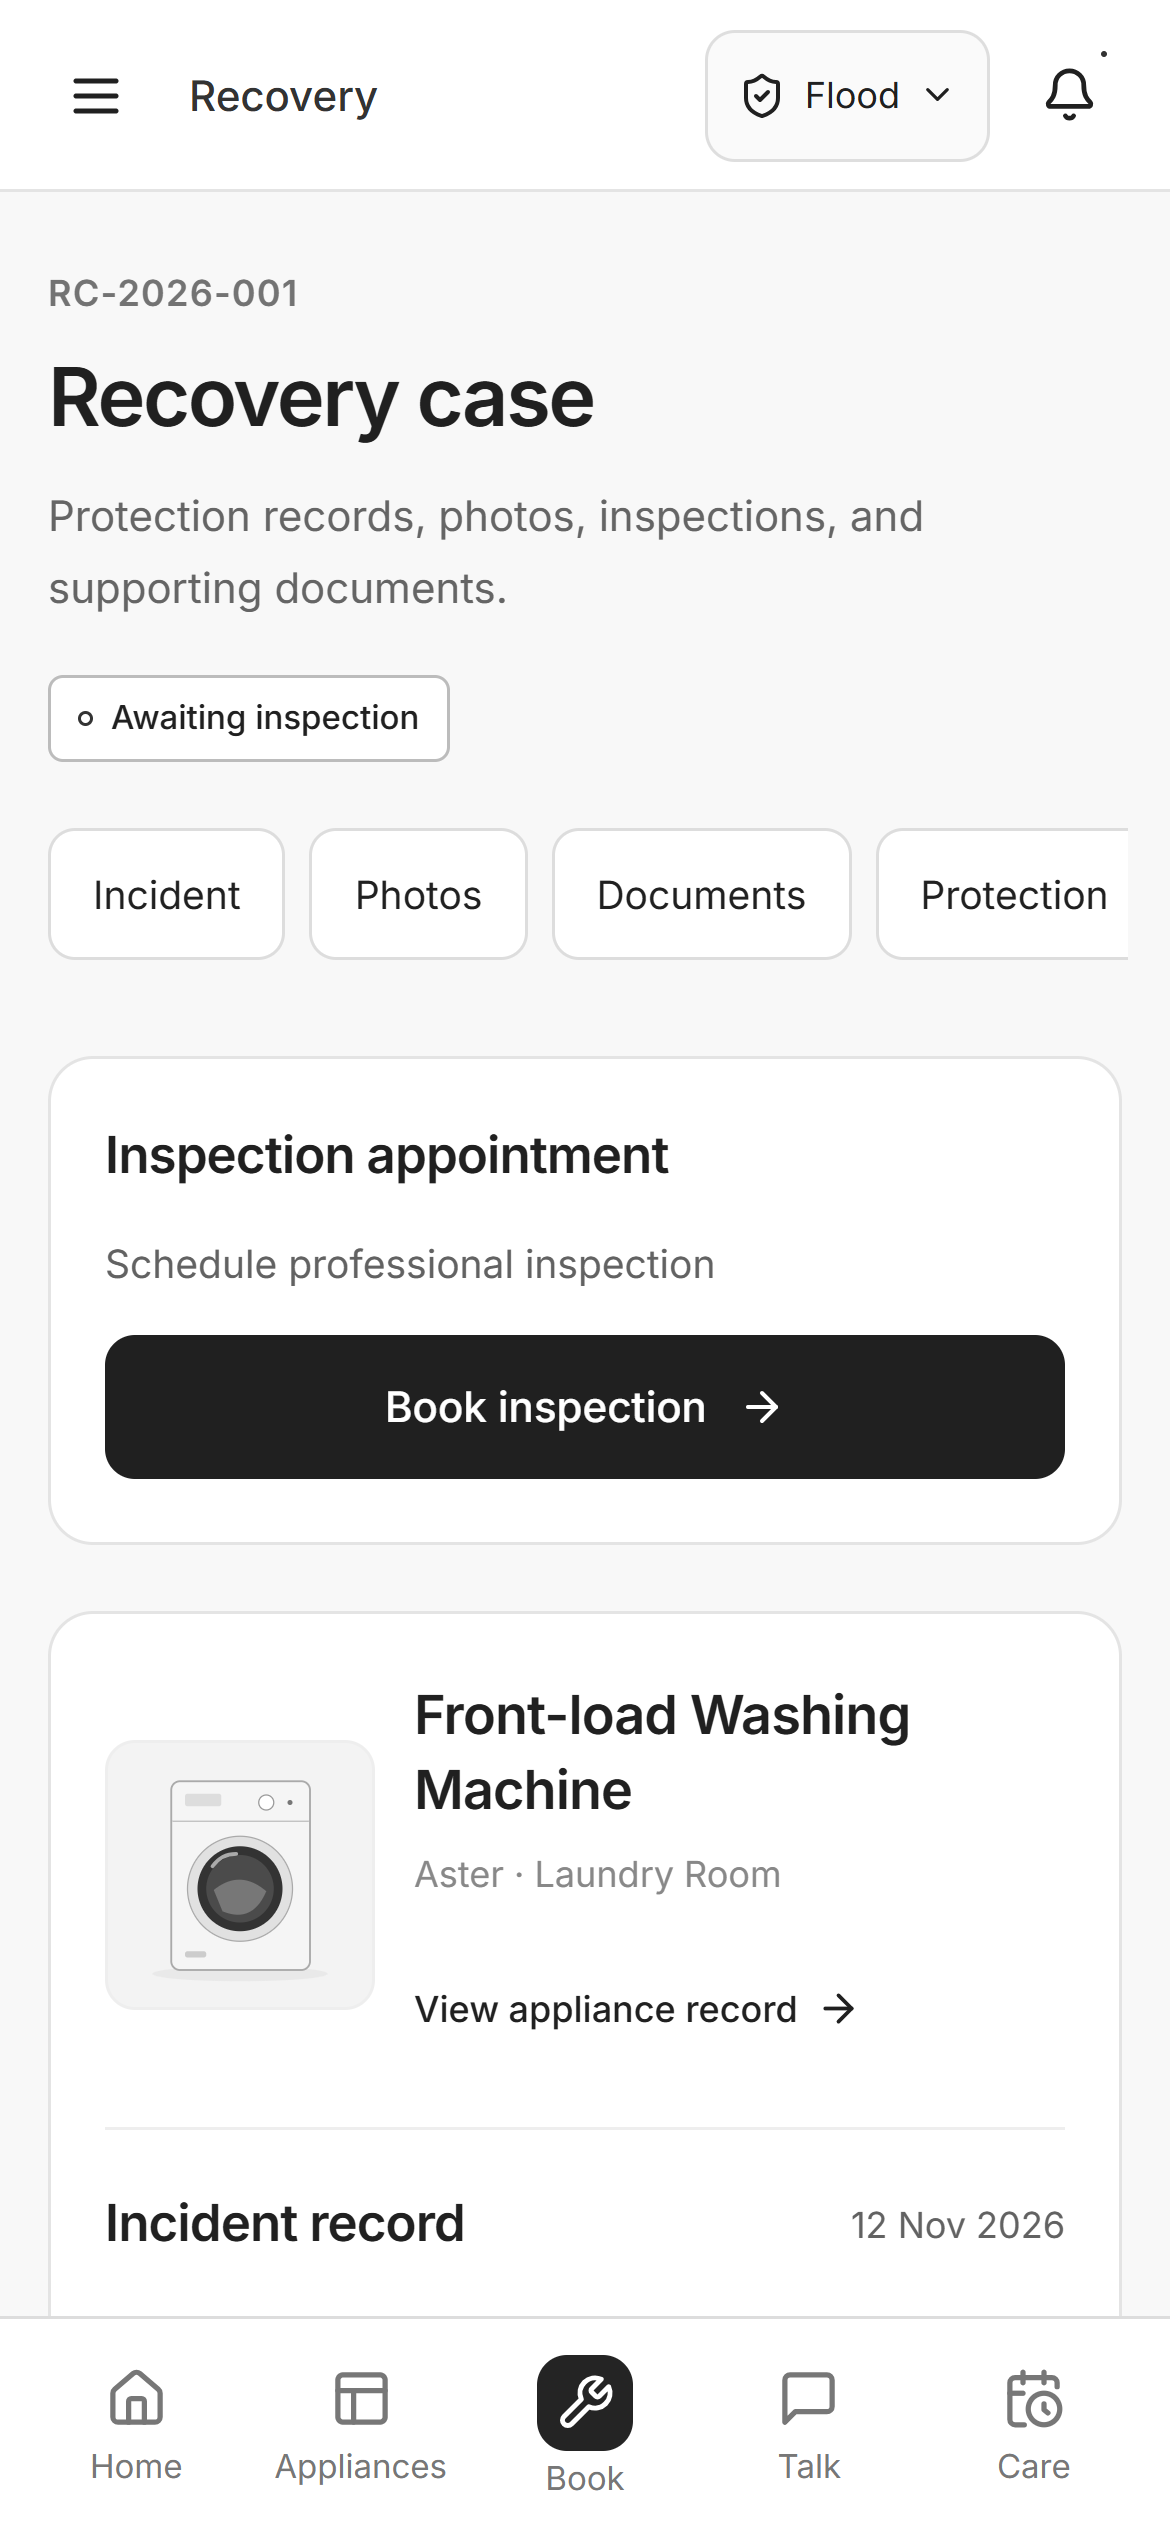 Recovery
Flood
RC-2026-001
Recovery case
Protection records, photos, inspections, and
supporting documents.
Awaiting inspection
Incident
Photos
Documents
Protection
Inspection appointment
Schedule professional inspection
Book inspection
Front-load Washing
Machine
Aster · Laundry Room
View appliance record
Incident record
12 Nov 2026
Home
Appliances
Book
Talk
Care